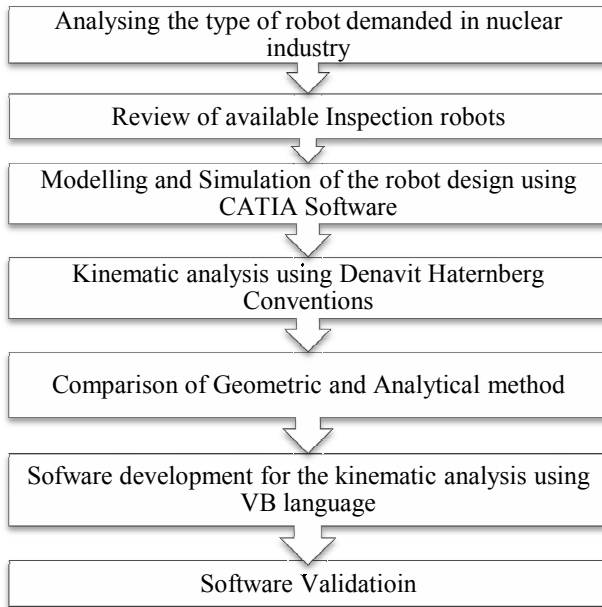 Analysing the type of robot demanded in nuclear
industry
Review of available Inspection robots
Modelling and Simulation of the robot design using
CATIA Software
Kinematic analysis using Denavit Haternberg
Conventions
Comparison of Geometric and Analytical method
Sofware development for the kinematic analysis using
VB language
Software Validatioin